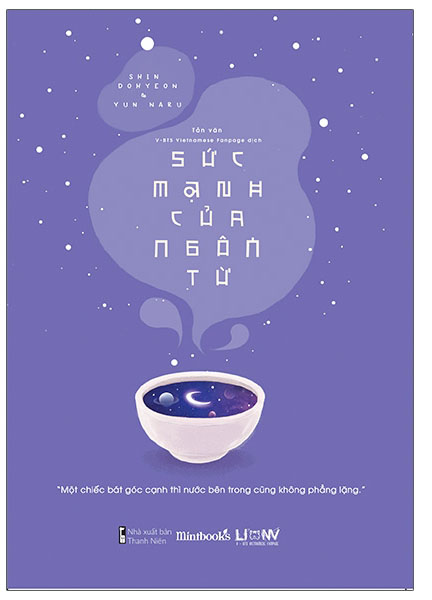 SHIN
DOHYEON
&
YUN NARU
Tản văn
V-BTS Vietnamese Fanpage dịch
SỨC
MẠNH
CỦA
NGÔN
TỪ
“Một chiếc bát góc cạnh thì nước bên trong cũng không phẳng lặng.”
Nhà xuất bản
Thanh Niên
Mintbooks